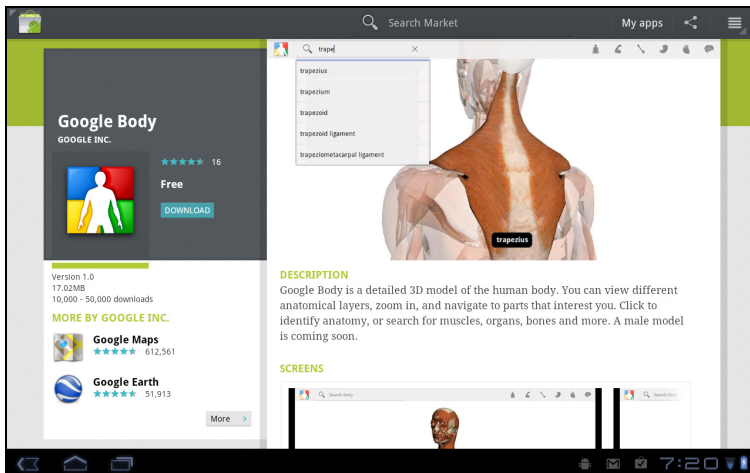 Search Market
My apps
Google Body
GOOGLE INC.
16
Free
DOWNLOAD
Version 1.0
17.02MB
10,000 - 50,000 downloads
MORE BY GOOGLE INC.
Google Maps
612,561
Google Earth
51,913
More
trape
trapezius
trapezium
trapezoid
trapezoid ligament
trapeziometacarpal ligament
trapezius
DESCRIPTION
Google Body is a detailed 3D model of the human body. You can view different
anatomical layers, zoom in, and navigate to parts that interest you. Click to
identify anatomy, or search for muscles, organs, bones and more. A male model
is coming soon.
SCREENS
Search Body
Search Body
7:20